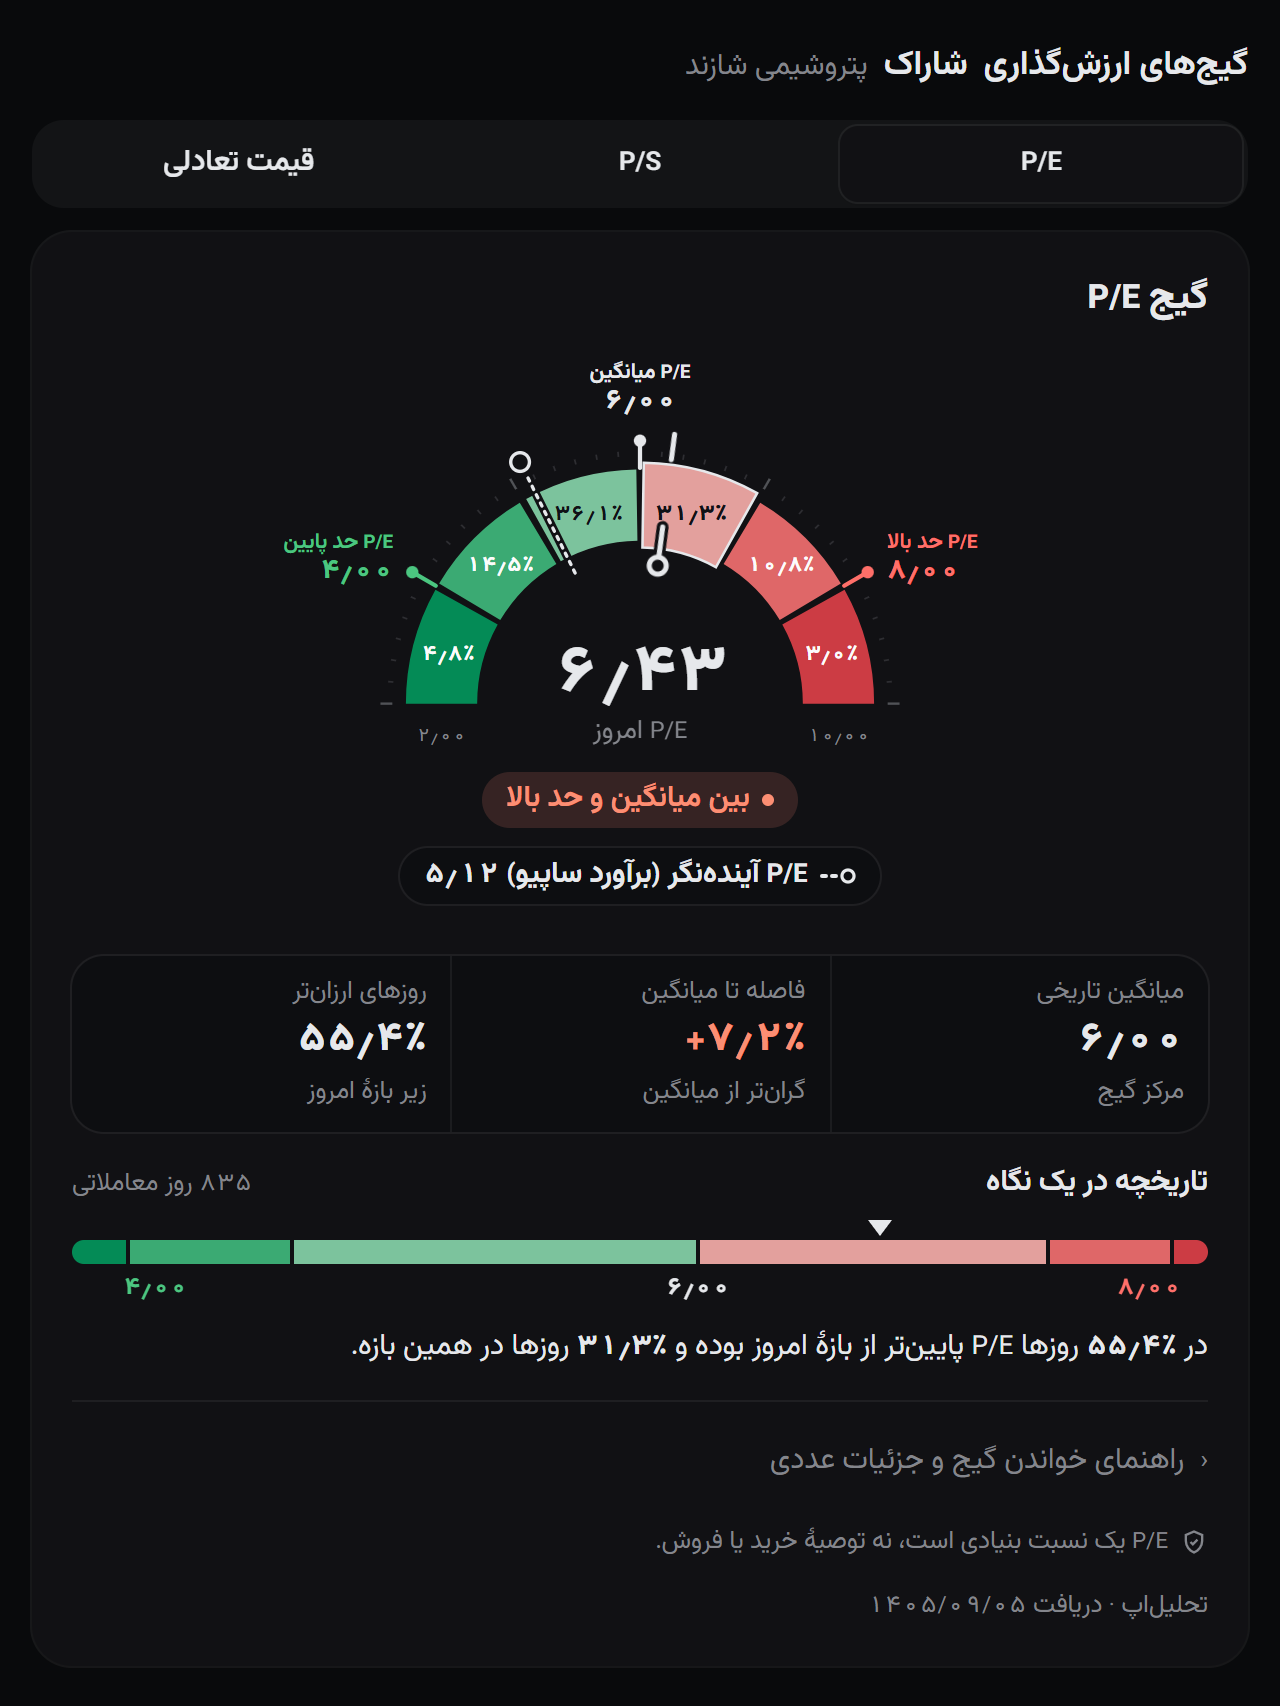 گیج‌های ارزش‌گذاری شاراک پتروشیمی شازند
P/E
P/S
قیمت تعادلی
گیج P/E
P/E میانگین
۶٫۰۰
P/E حد پایین
۴٫۰۰
P/E حد بالا
۸٫۰۰
۴٫۸٪
۱۴٫۵٪
۳۶٫۱٪
۳۱٫۳٪
۱۰٫۸٪
۳٫۰٪
۶٫۴۳
P/E امروز
۲٫۰۰
۱۰٫۰۰
بین میانگین و حد بالا
P/E آینده‌نگر (برآورد ساپیو) ۵٫۱۲
میانگین تاریخی
۶٫۰۰
مرکز گیج
فاصله تا میانگین
+۷٫۲٪
گران‌تر از میانگین
روزهای ارزان‌تر
۵۵٫۴٪
زیر بازهٔ امروز
تاریخچه در یک نگاه
۸۳۵ روز معاملاتی
۸٫۰۰
۶٫۰۰
۴٫۰۰
در ۵۵٫۴٪ روزها P/E پایین‌تر از بازهٔ امروز بوده و ۳۱٫۳٪ روزها در همین بازه.
‹ راهنمای خواندن گیج و جزئیات عددی
P/E یک نسبت بنیادی است، نه توصیهٔ خرید یا فروش.
تحلیل‌اپ · دریافت ۱۴۰۵/۰۹/۰۵